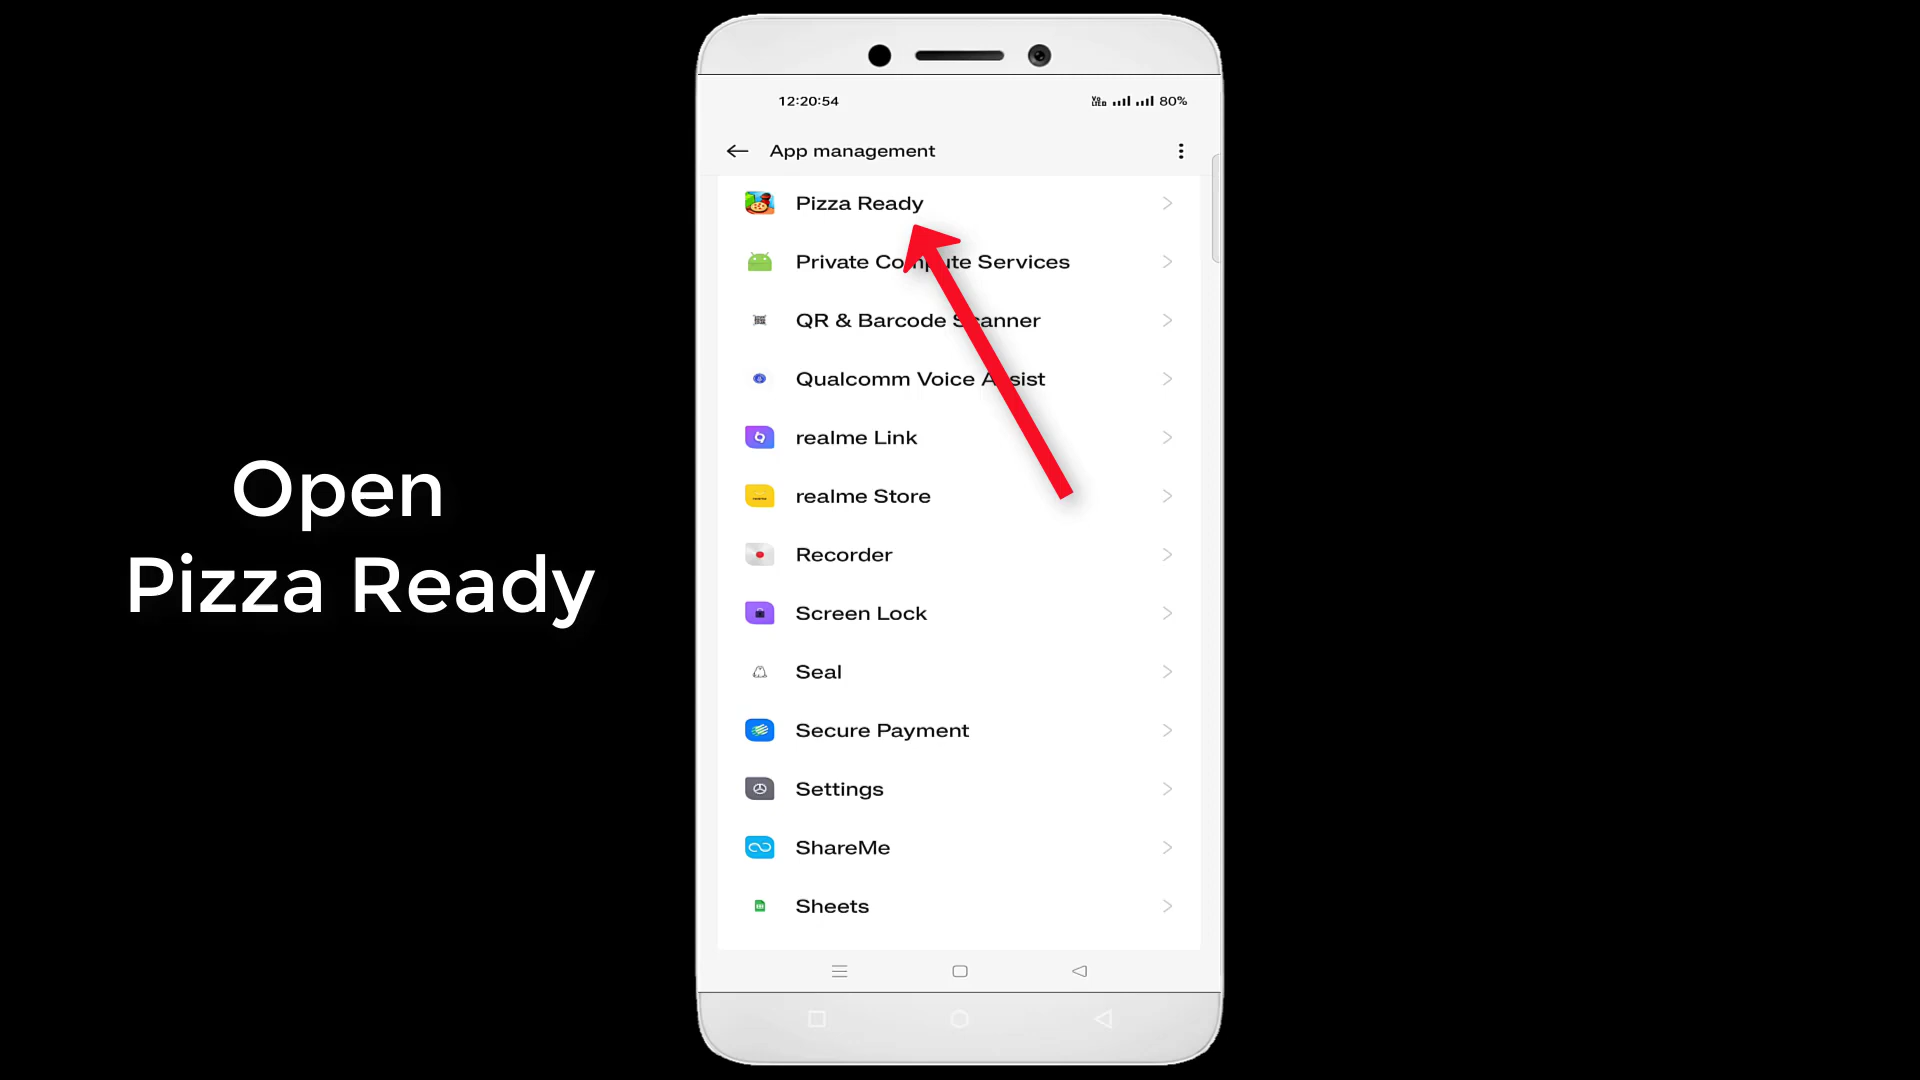 12:20:54 80%
App management
Pizza Ready
Private Compute Services
QR & Barcode Scanner
Qualcomm Voice Assist
realme Link
realme Store
Recorder
Screen Lock
Seal
Secure Payment
Settings
ShareMe
Sheets
Open
Pizza Ready